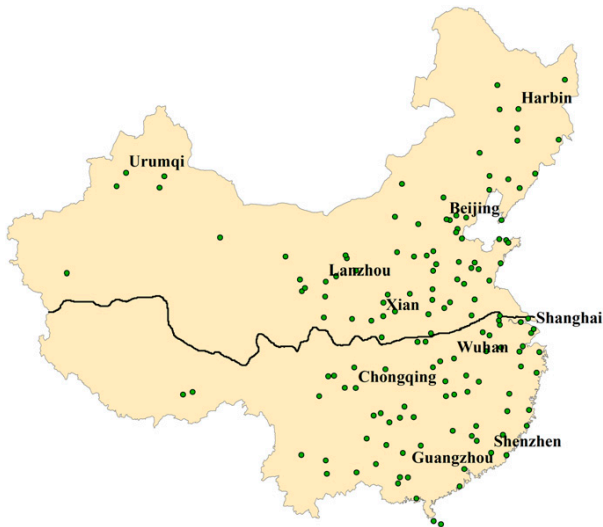 Harbin
Urumqi
Beijing
Lanzhou
Xian
Shanghai
Wuhan
Chongqing
Shenzhen
Guangzhou